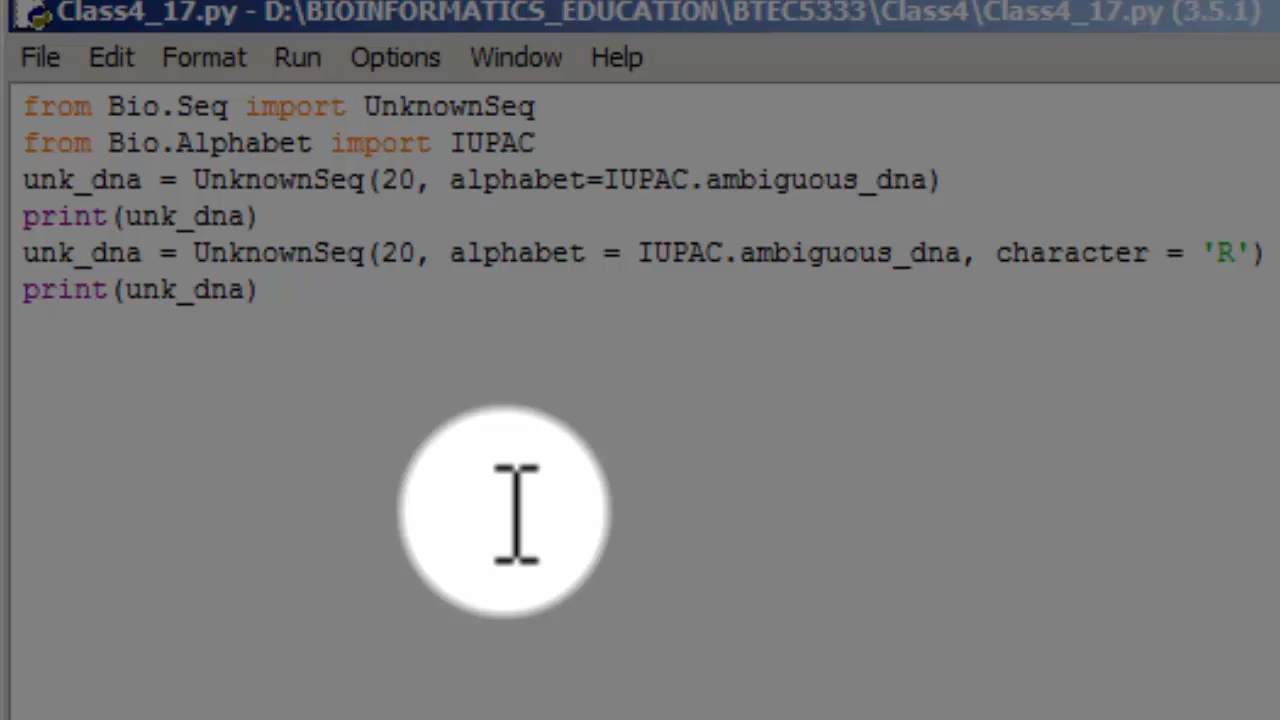 Class4_17.py - D:\BIOINFORMATICS_EDUCATION\BTEC5333\Class4\Class4_17.py (3.5.1)
File Edit Format Run Options Window Help
from Bio.Seq import UnknownSeq
from Bio.Alphabet import IUPAC
unk_dna = UnknownSeq(20, alphabet=IUPAC.ambiguous_dna)
print(unk_dna)
unk_dna = UnknownSeq(20, alphabet = IUPAC.ambiguous_dna, character = 'R')
print(unk_dna)